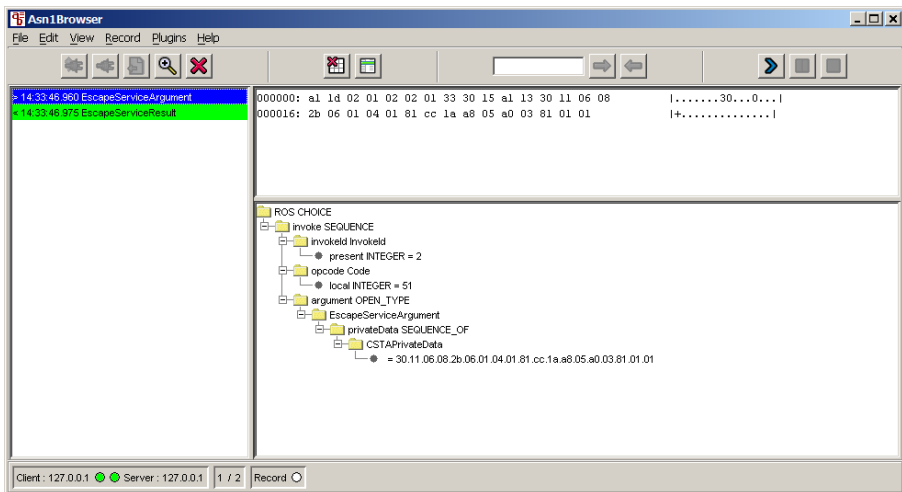 Asn1Browser
File Edit View Record Plugins Help
> 14:33:46.960 EscapeServiceArgument
< 14:33:46.975 EscapeServiceResult
000000: a1 1d 02 01 02 02 01 33 30 15 a1 13 30 11 06 08 |.......30...0...|
000016: 2b 06 01 04 01 81 cc 1a a8 05 a0 03 81 01 01 |+..............|
ROS CHOICE
invoke SEQUENCE
invokeId InvokeId
present INTEGER = 2
opcode Code
local INTEGER = 51
argument OPEN_TYPE
EscapeServiceArgument
privateData SEQUENCE_OF
CSTAPrivateData
= 30.11.06.08.2b.06.01.04.01.81.cc.1a.a8.05.a0.03.81.01.01
Client : 127.0.0.1 Server : 127.0.0.1 1 / 2 Record